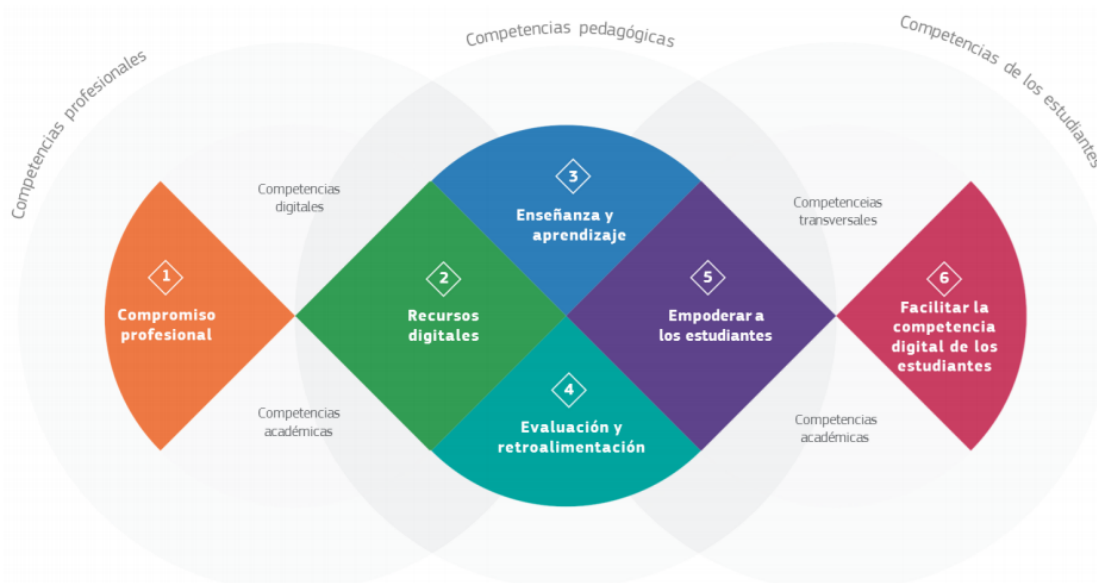 Competencias profesionales
Competencias pedagógicas
Competencias de los estudiantes
Competencias
digitales
Competencias
académicas
1
Compromiso
profesional
2
Recursos
digitales
3
Enseñanza y
aprendizaje
4
Evaluación y
retroalimentación
5
Empoderar a
los estudiantes
Competenceias
transversales
Competencias
académicas
6
Facilitar la
competencia
digital de los
estudiantes